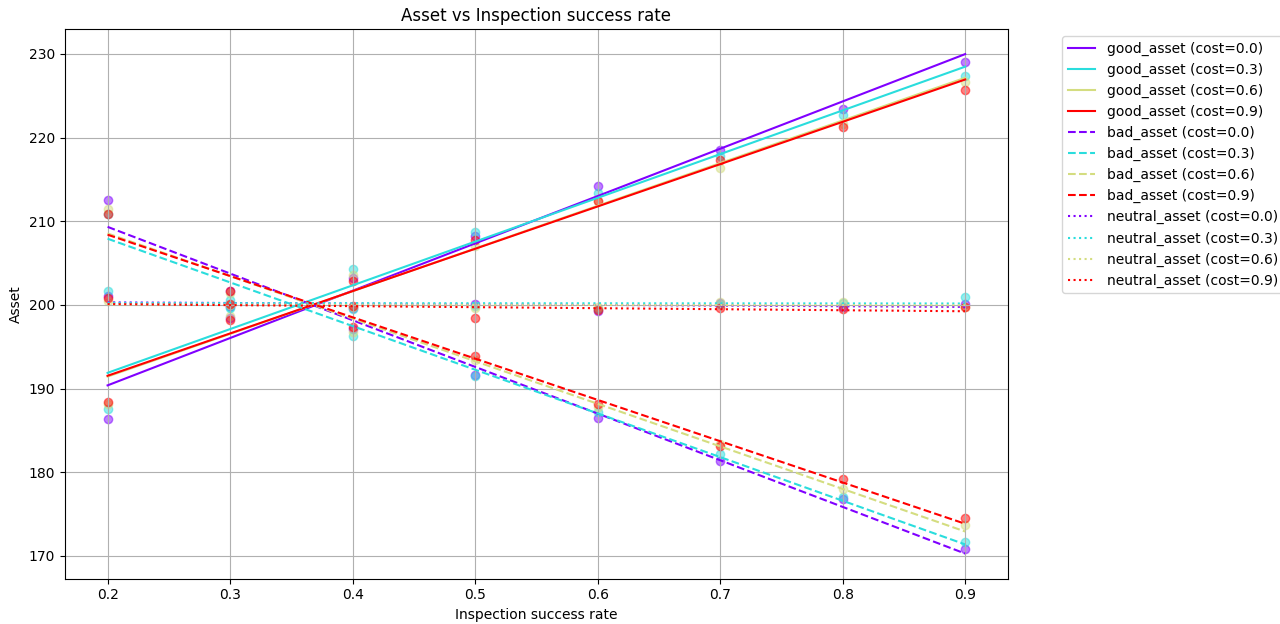 Asset vs Inspection success rate
230
220
210
200
190
180
170
Asset
0.2 0.3 0.4 0.5 0.6 0.7 0.8 0.9
Inspection success rate
good_asset (cost=0.0)
good_asset (cost=0.3)
good_asset (cost=0.6)
good_asset (cost=0.9)
bad_asset (cost=0.0)
bad_asset (cost=0.3)
bad_asset (cost=0.6)
bad_asset (cost=0.9)
neutral_asset (cost=0.0)
neutral_asset (cost=0.3)
neutral_asset (cost=0.6)
neutral_asset (cost=0.9)